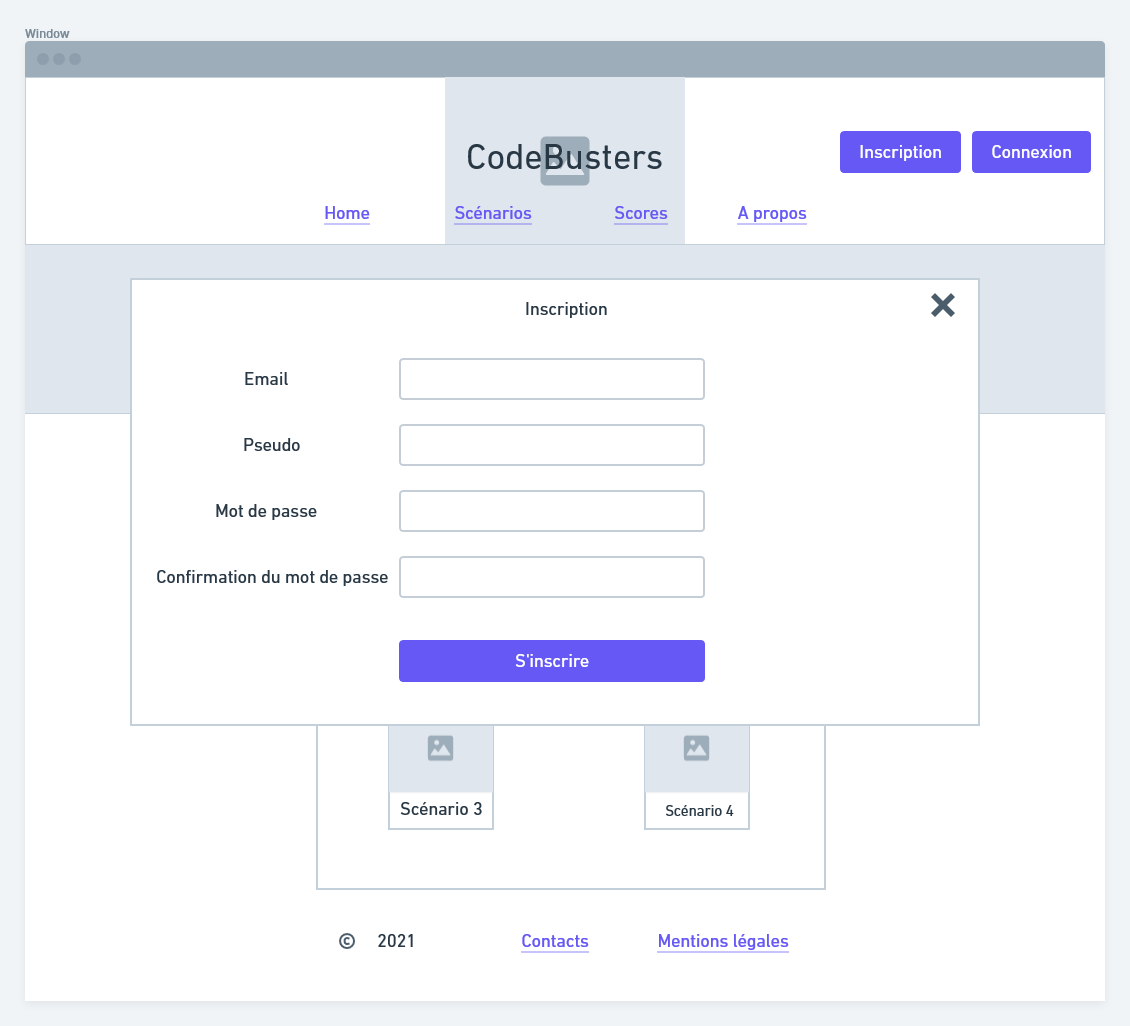 Window
CodeBusters
Inscription
Connexion
Home
Scénarios
Scores
A propos
Inscription
Email
Pseudo
Mot de passe
Confirmation du mot de passe
S'inscrire
Scénario 3
Scénario 4
© 2021
Contacts
Mentions légales